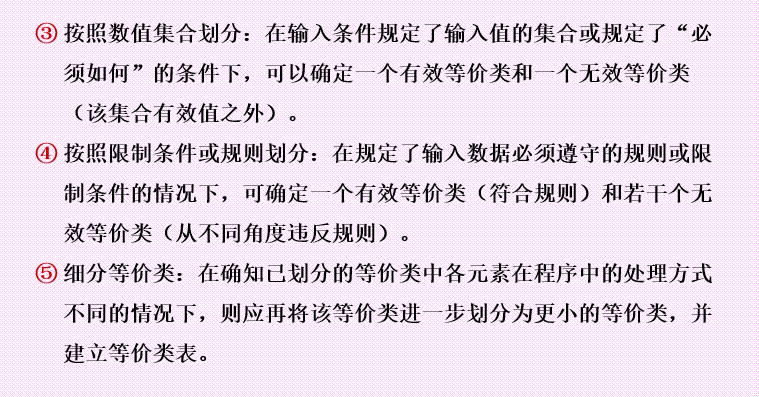 ③ 按照数值集合划分：在输入条件规定了输入值的集合或规定了“必
须如何”的条件下，可以确定一个有效等价类和一个无效等价类
（该集合有效值之外）。
④ 按照限制条件或规则划分：在规定了输入数据必须遵守的规则或限
制条件的情况下，可确定一个有效等价类（符合规则）和若干个无
效等价类（从不同角度违反规则）。
⑤ 细分等价类：在确知已划分的等价类中各元素在程序中的处理方式
不同的情况下，则应再将该等价类进一步划分为更小的等价类，并
建立等价类表。